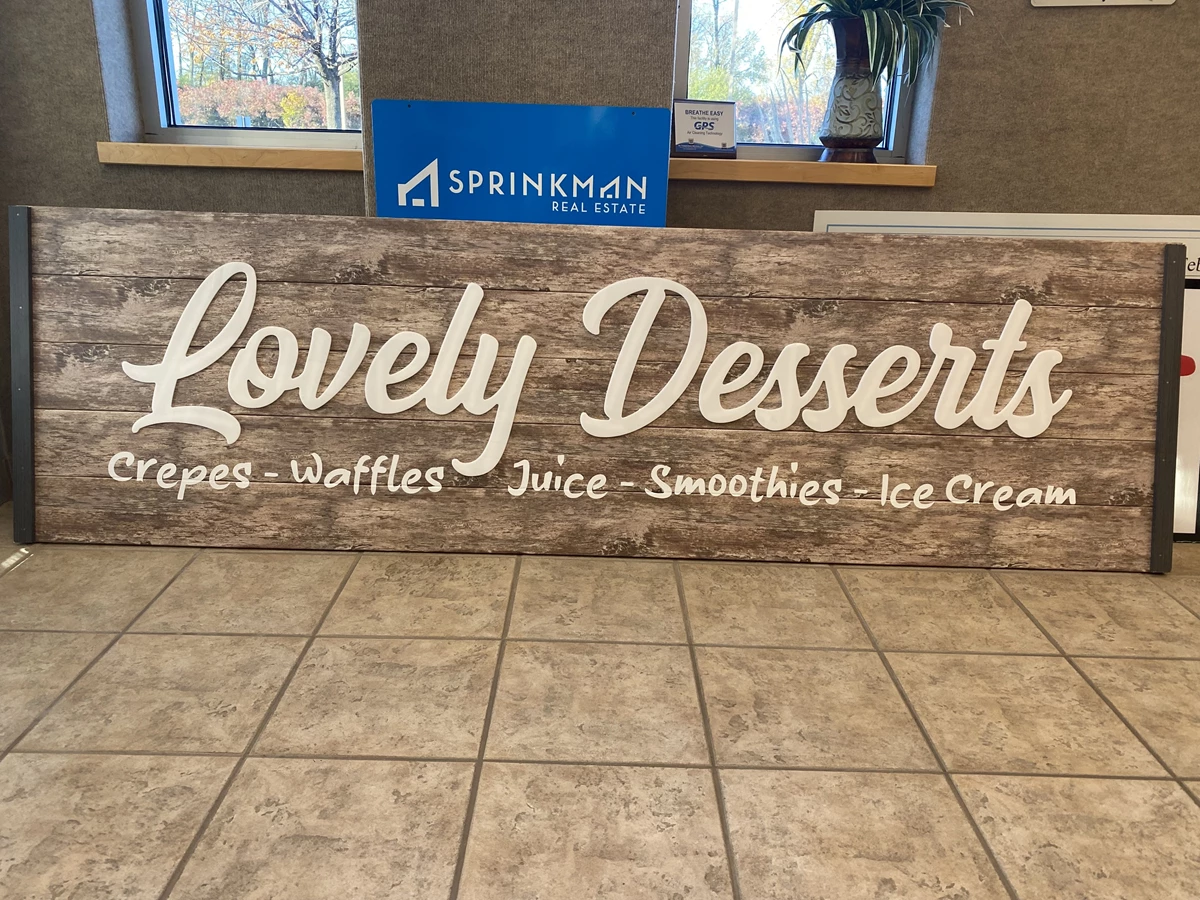 BREATHE EASY
GPS
SPRINKMAN
REAL ESTATE
Lovely Desserts
Crepes - Waffles Juice - Smoothies - Ice Cream